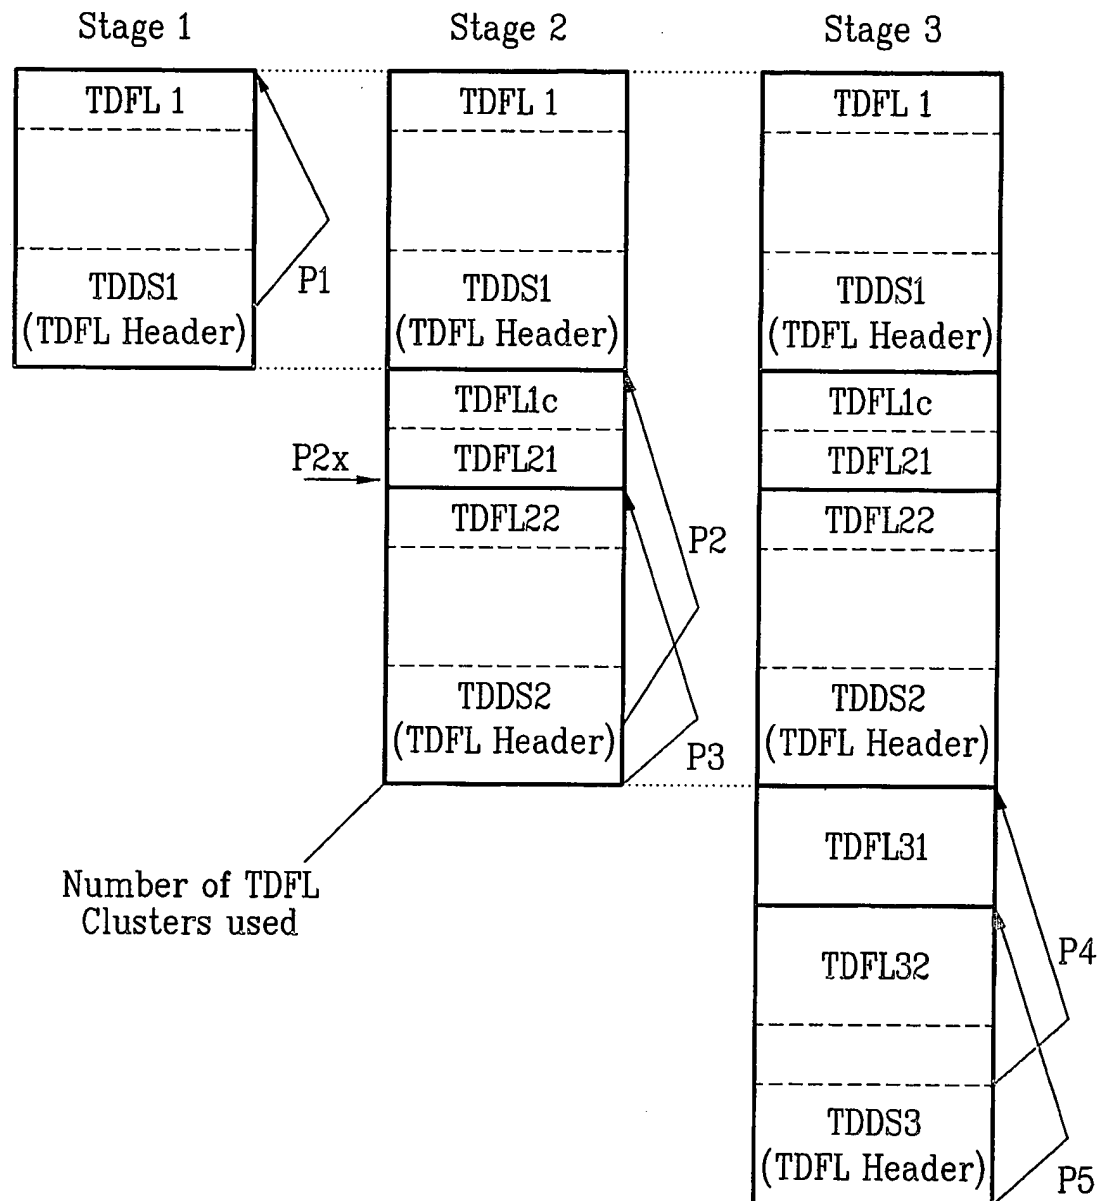 Stage 1
Stage 2
Stage 3
TDFL 1
TDFL 1
TDFL 1
P1
TDDS1
(TDFL Header)
TDDS1
(TDFL Header)
TDDS1
(TDFL Header)
TDFL1c
TDFL1c
P2x
TDFL21
TDFL21
TDFL22
TDFL22
P2
TDDS2
(TDFL Header)
TDDS2
(TDFL Header)
P3
Number of TDFL
Clusters used
TDFL31
TDFL32
P4
TDDS3
(TDFL Header)
P5